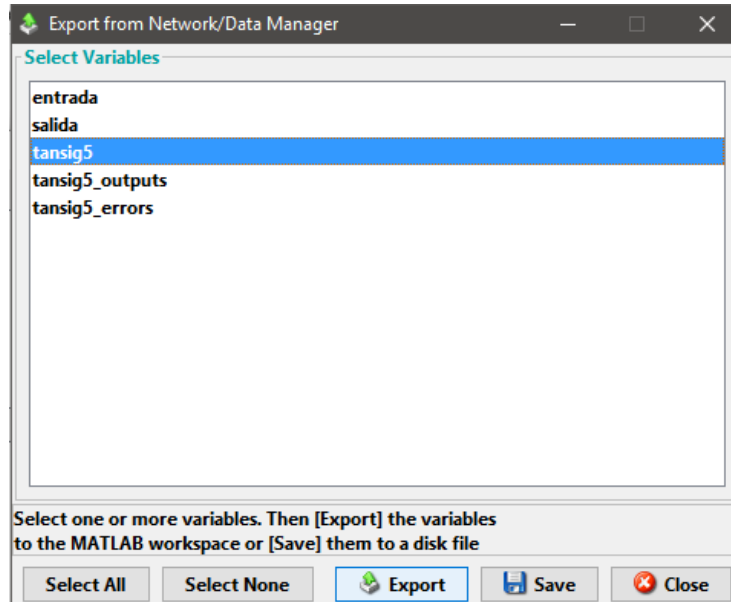 Export from Network/Data Manager
Select Variables
entrada
salida
tansig5
tansig5_outputs
tansig5_errors
Select one or more variables. Then [Export] the variables
to the MATLAB workspace or [Save] them to a disk file
Select All Select None Export Save Close